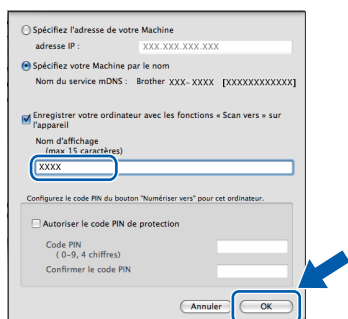 Spécifiez l'adresse de votre Machine
adresse IP : XXX.XXX.XXX.XXX
Spécifiez votre Machine par le nom
Nom du service mDNS : Brother XXX-XXXX [XXXXXXXXXXXX]
Enregistrer votre ordinateur avec les fonctions « Scan vers » sur
l'appareil
Nom d'affichage
(max 15 caractères)
XXXX
Configurez le code PIN du bouton "Numériser vers" pour cet ordinateur.
Autoriser le code PIN de
protection
Code PIN
( 0-9, 4 chiffres)
Confirmer le code PIN
Annuler OK